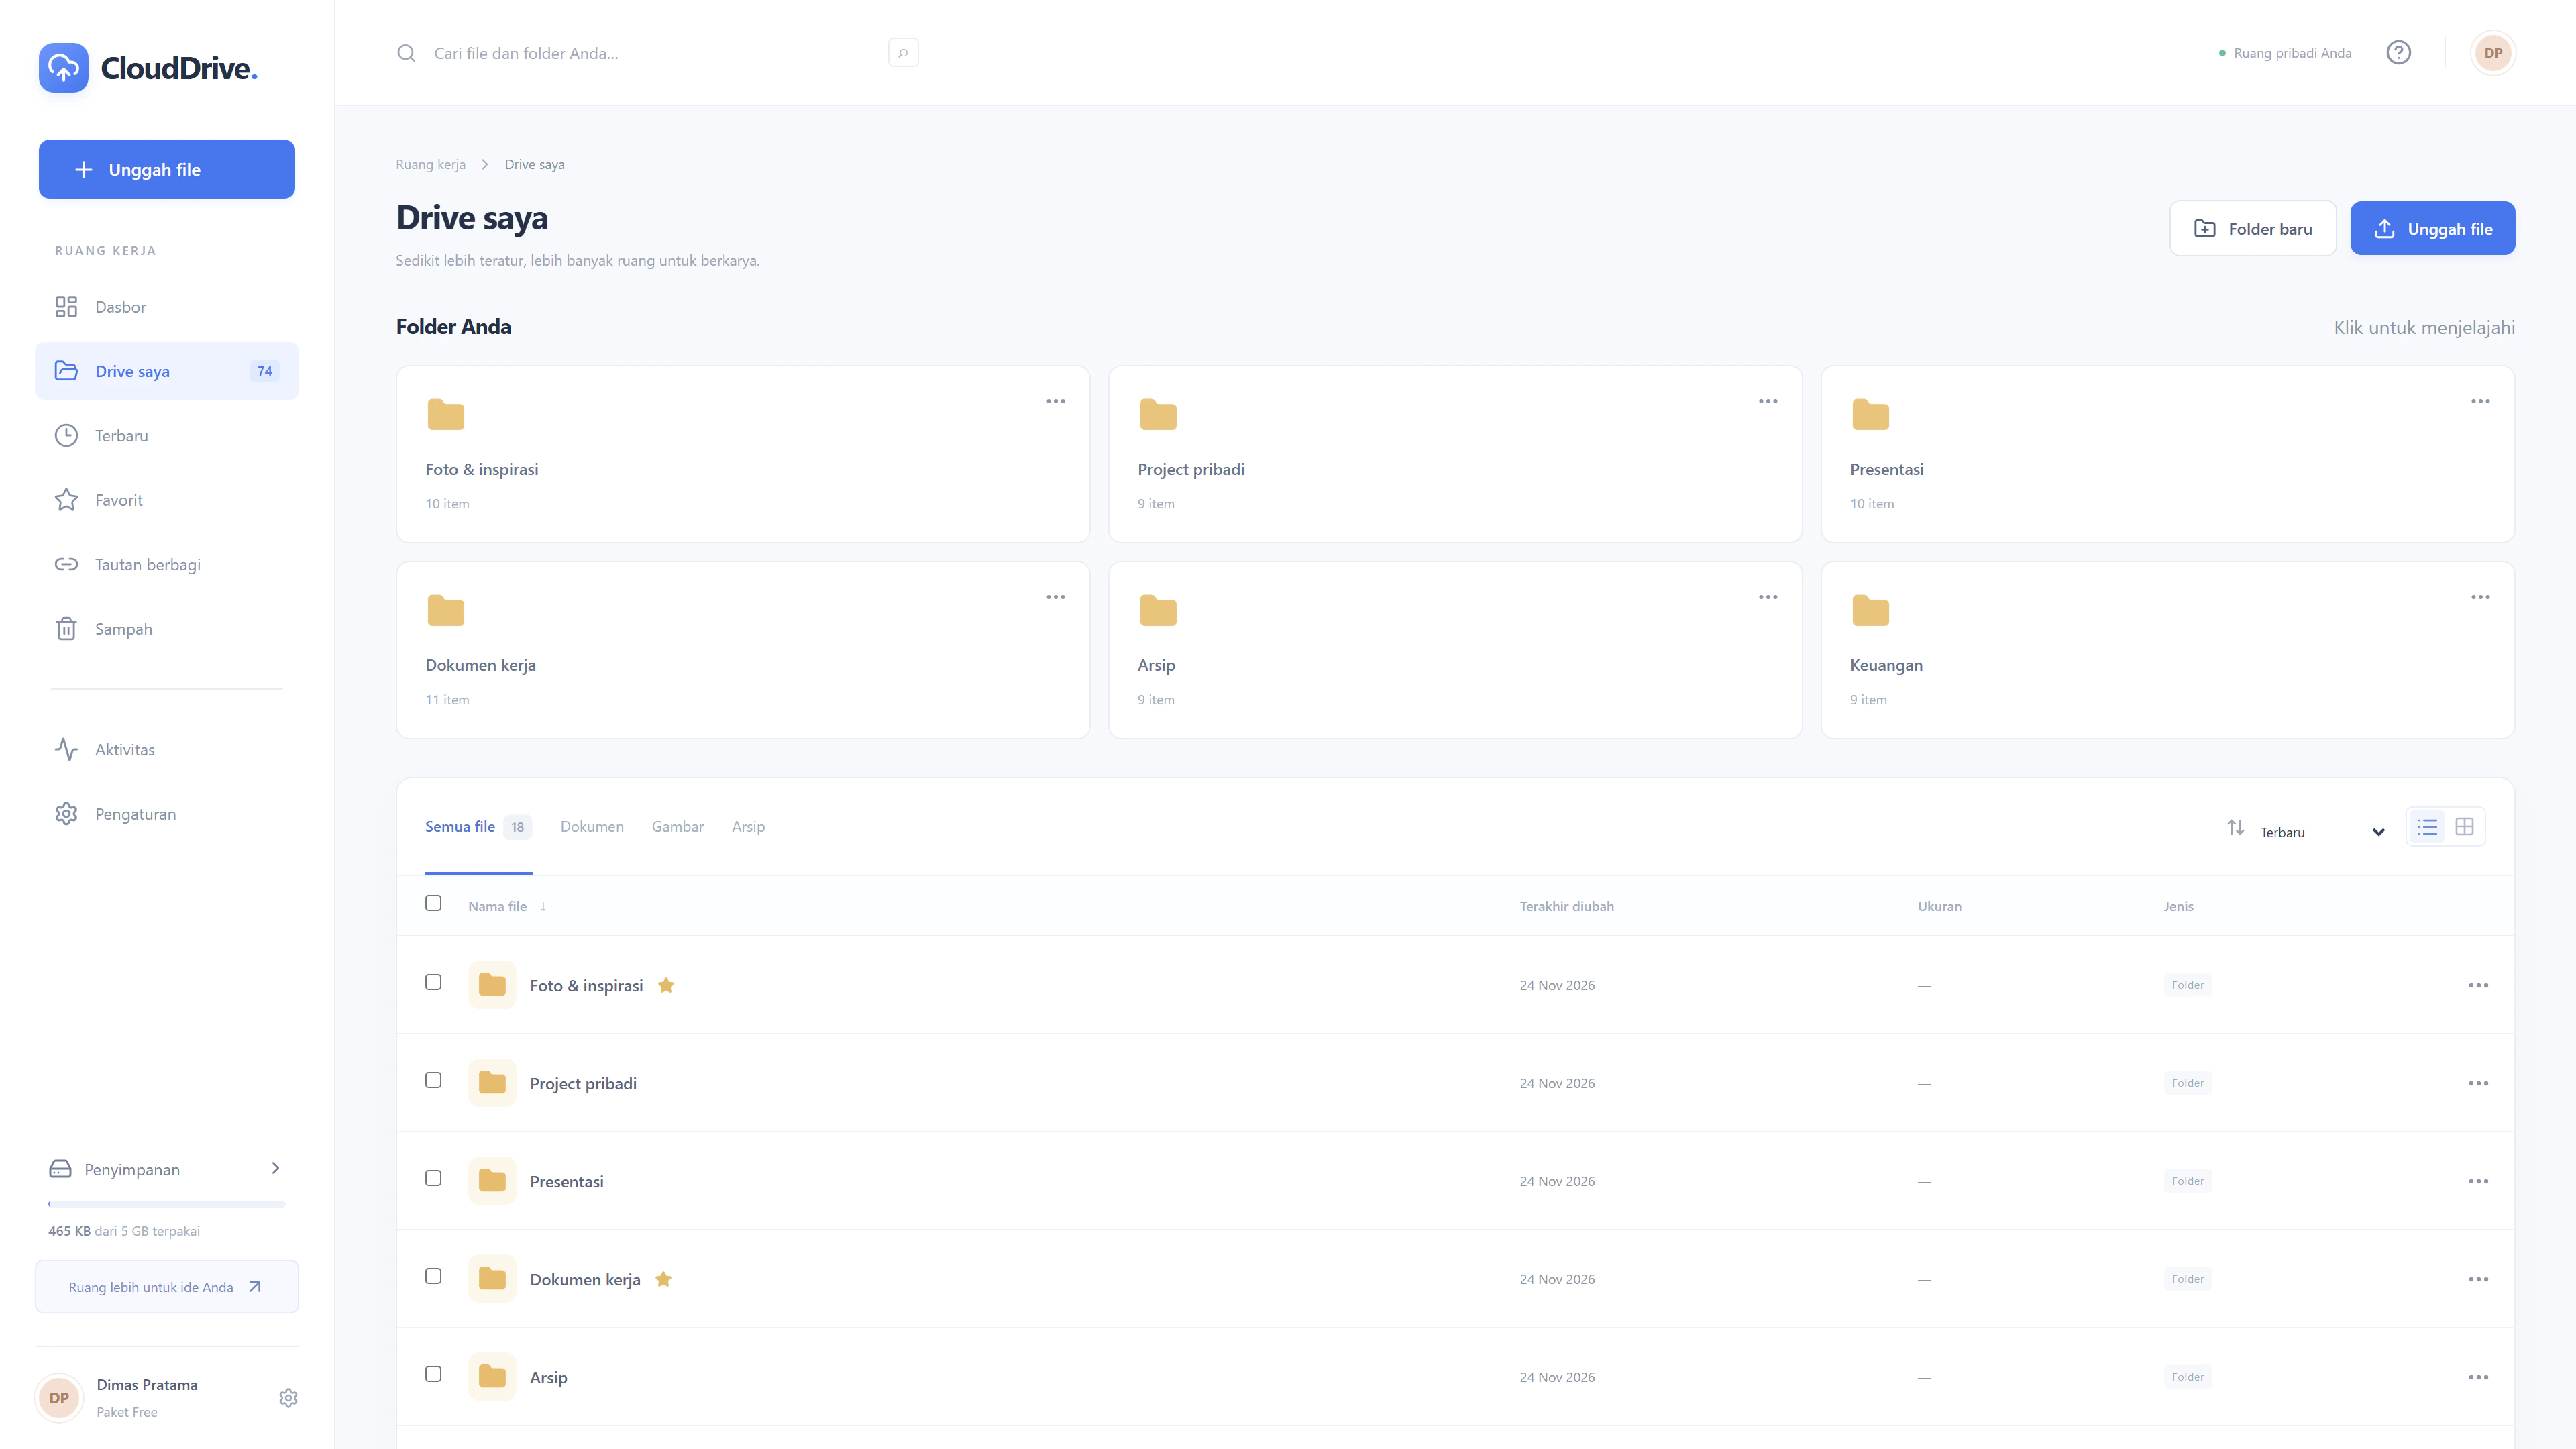 CloudDrive.
Unggah file
RUANG KERJA
Dasbor
Drive saya 74
Terbaru
Favorit
Tautan berbagi
Sampah
Aktivitas
Pengaturan
Penyimpanan
465 KB dari 5 GB terpakai
Ruang lebih untuk ide Anda
DP Dimas Pratama
Paket Free
Cari file dan folder Anda...
Ruang pribadi Anda
DP
Ruang kerja Drive saya
Drive saya
Sedikit lebih teratur, lebih banyak ruang untuk berkarya.
Folder baru
Unggah file
Folder Anda
Klik untuk menjelajahi
Foto & inspirasi
10 item
Project pribadi
9 item
Presentasi
10 item
Dokumen kerja
11 item
Arsip
9 item
Keuangan
9 item
Semua file 18 Dokumen Gambar Arsip
Terbaru
Nama file ↓ Terakhir diubah Ukuran Jenis
Foto & inspirasi 24 Nov 2026 — Folder
Project pribadi 24 Nov 2026 — Folder
Presentasi 24 Nov 2026 — Folder
Dokumen kerja 24 Nov 2026 — Folder
Arsip 24 Nov 2026 — Folder